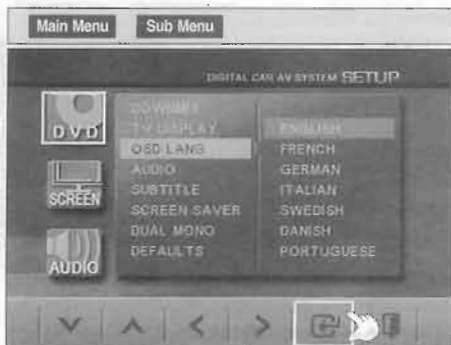 Main Menu Sub Menu
DIGITAL CAR AV SYSTEM SETUP
DVD
SCREEN
AUDIO
TV DISPLAY
OSD LANG
AUDIO
SUBTITLE
SCREEN SAVER
DUAL MONO
DEFAULTS
ENGLISH
FRENCH
GERMAN
ITALIAN
SWEDISH
DANISH
PORTUGUESE